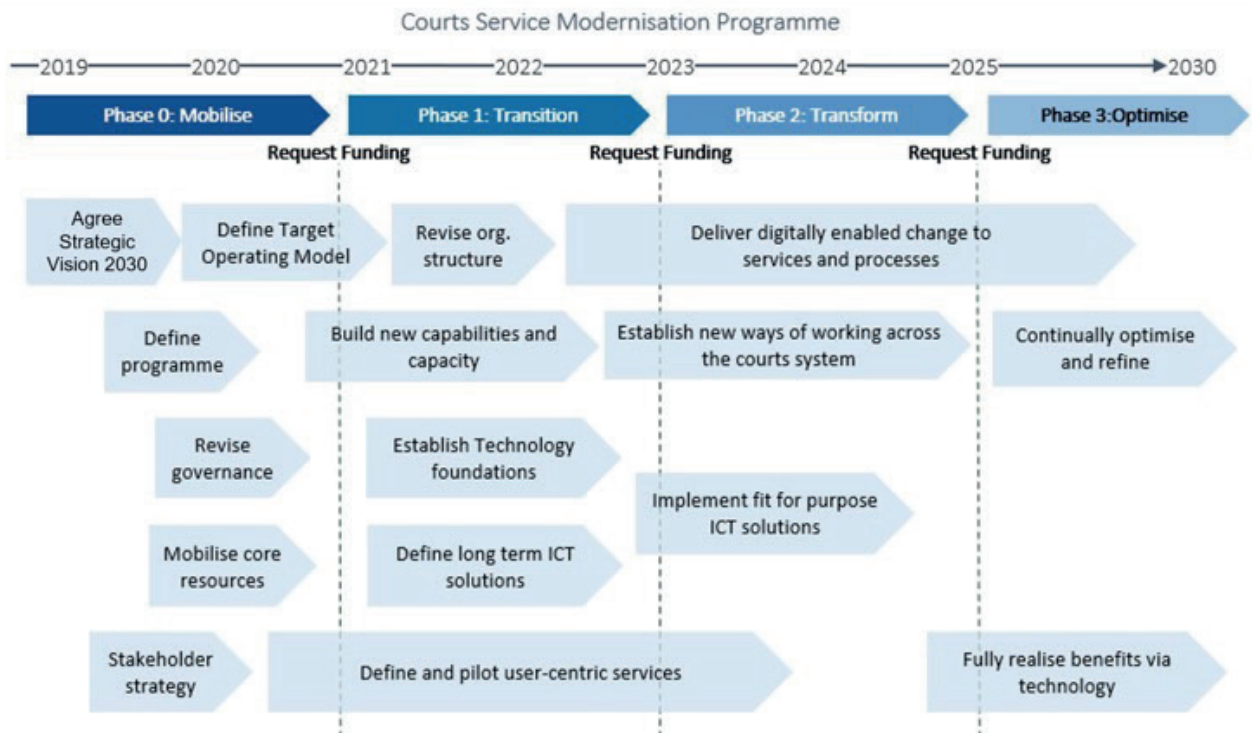 Courts Service Modernisation Programme
2019 2020 2021 2022 2023 2024 2025 2030
Phase 0: Mobilise
Phase 1: Transition
Phase 2: Transform
Phase 3:Optimise
Request Funding
Request Funding
Request Funding
Agree
Strategic
Vision 2030
Define Target
Operating Model
Revise org.
structure
Deliver digitally enabled change to
services and processes
Define
programme
Build new capabilities and
capacity
Establish new ways of working across
the courts system
Continually optimise
and refine
Revise
governance
Establish Technology
foundations
Implement fit for purpose
ICT solutions
Mobilise core
resources
Define long term ICT
solutions
Stakeholder
strategy
Define and pilot user-centric services
Fully realise benefits via
technology